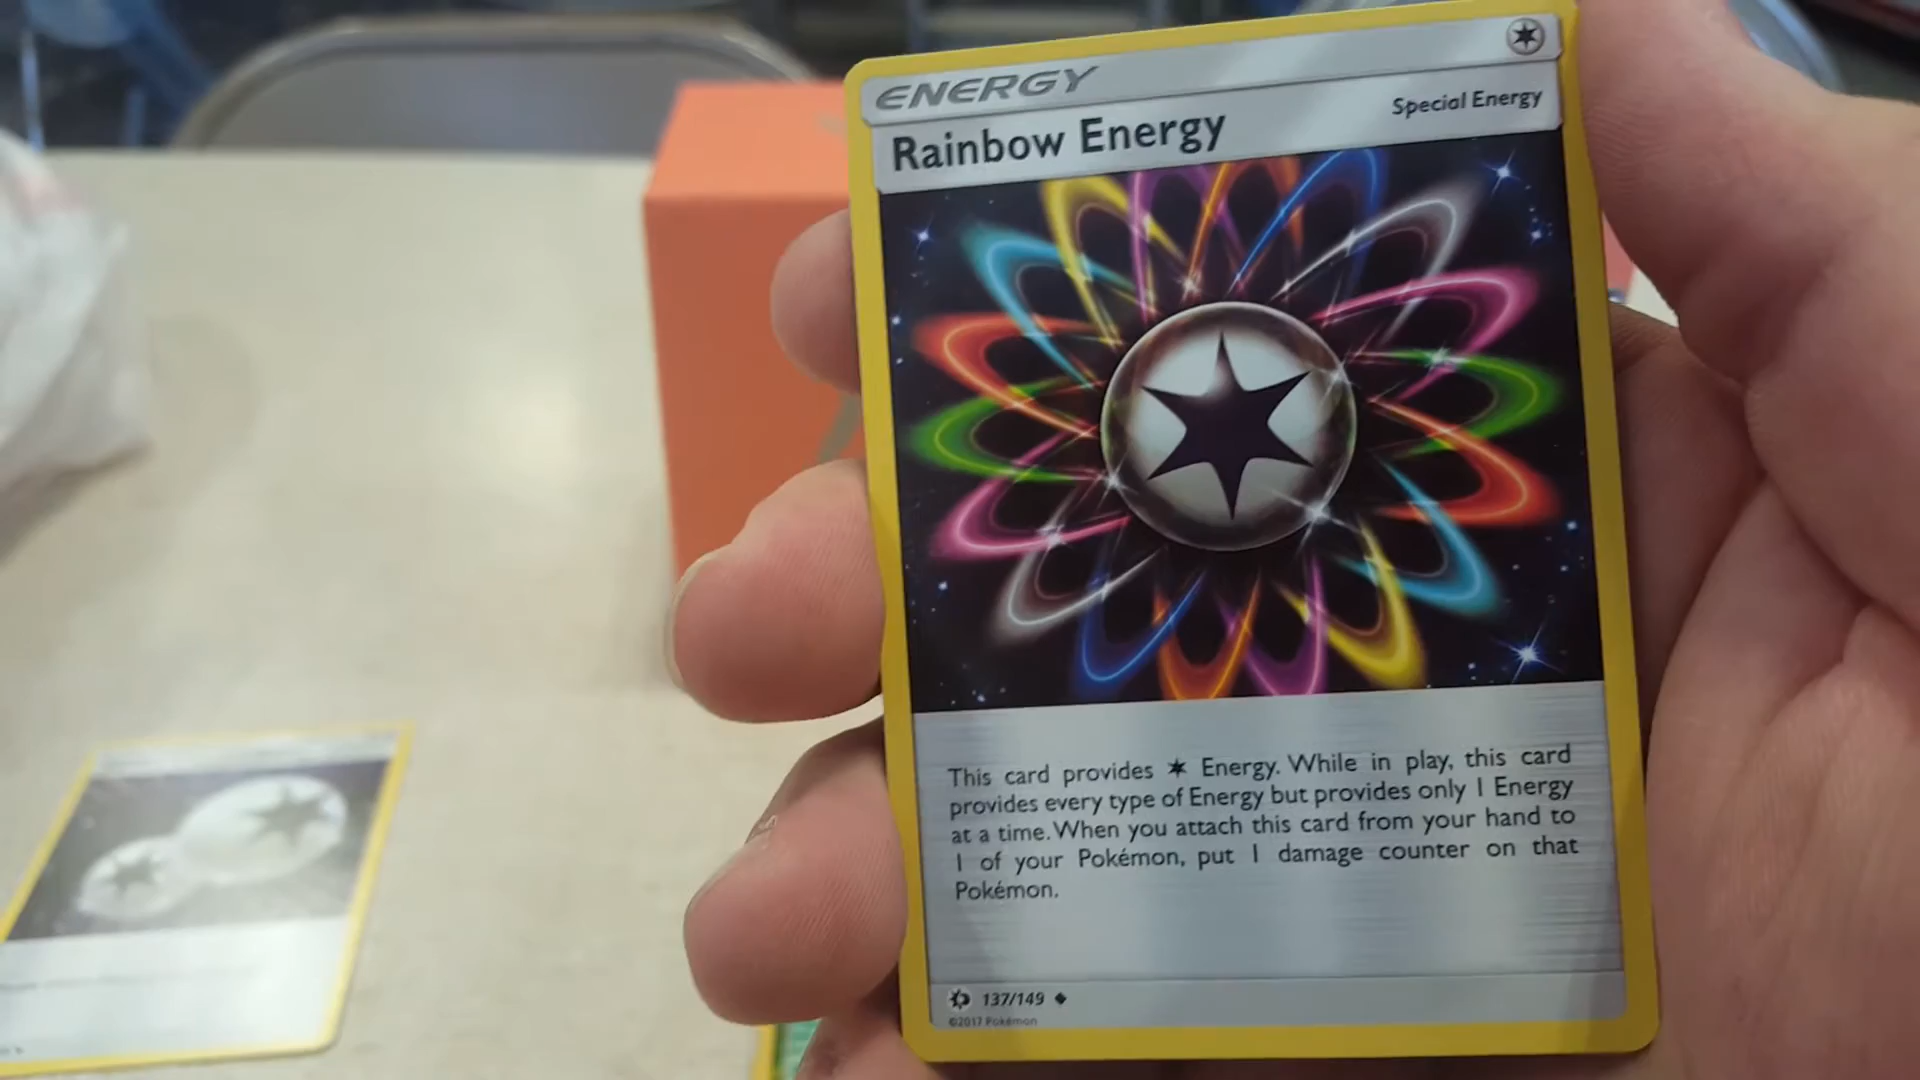 ENERGY
Special Energy
Rainbow Energy
This card provides Energy. While in play, this card
provides every type of Energy but provides only 1 Energy
at a time. When you attach this card from your hand to
1 of your Pokémon, put 1 damage counter on that
Pokémon.
137/149
©2017 Pokémon